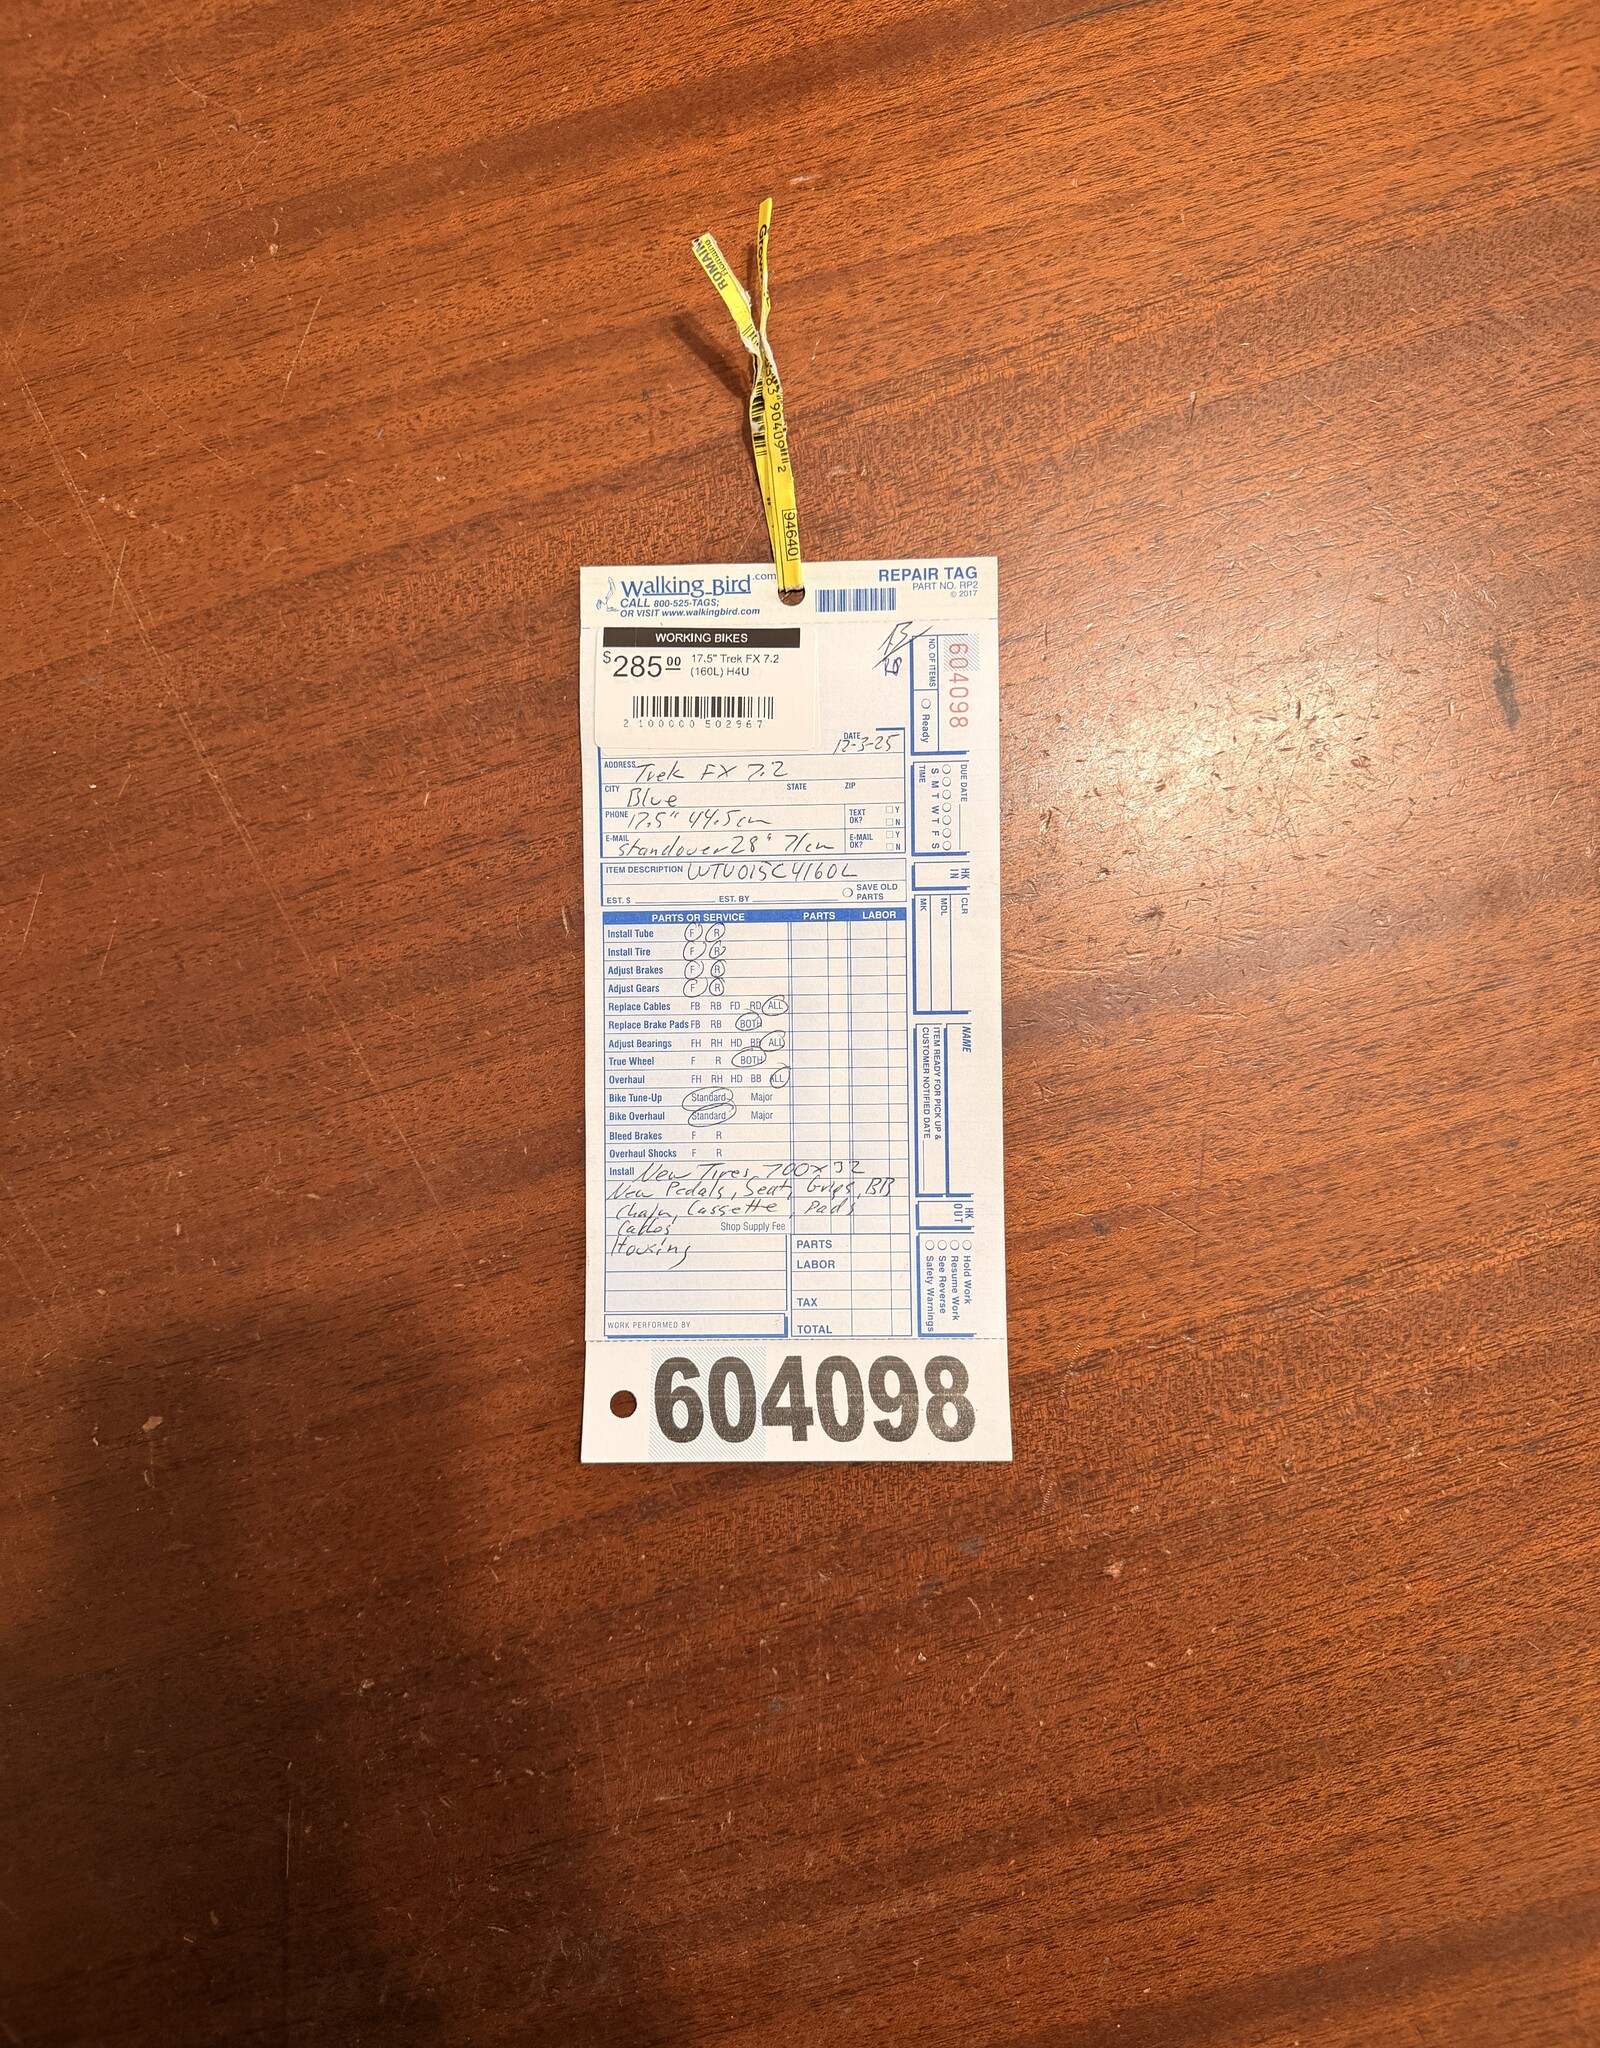 ROMAIN
Romaine
90409 2
94640
Walking_Bird.com
CALL 800-525-TAGS;
OR VISIT www.walkingbird.com
REPAIR TAG
PART NO. RP2
© 2017
WORKING BIKES
$285.00 17.5" Trek FX 7.2
(160L) H4U
2 100000 502967
604098
NO. OF ITEMS
Ready
DATE 12-3-25
ADDRESS Trek FX 7.2
CITY Blue STATE ZIP
PHONE 17.5" 44.5cm TEXT OK? Y N
E-MAIL standover 28" 71cm E-MAIL OK? Y N
ITEM DESCRIPTION WTU015C4160L
EST. $ EST. BY SAVE OLD PARTS
DUE DATE
S M T W T F S
TIME
HK IN
CLR
MDL
MK
NAME
ITEM READY FOR PICK UP &
CUSTOMER NOTIFIED DATE
HK OUT
Hold Work
Resume Work
See Reverse
Safety Warnings
PARTS OR SERVICE PARTS LABOR
Install Tube F R
Install Tire F R
Adjust Brakes F R
Adjust Gears F R
Replace Cables FB RB FD RD ALL
Replace Brake Pads FB RB BOTH
Adjust Bearings FH RH HD BB ALL
True Wheel F R BOTH
Overhaul FH RH HD BB ALL
Bike Tune-Up Standard Major
Bike Overhaul Standard Major
Bleed Brakes F R
Overhaul Shocks F R
Install New Tires 700x32
New Pedals, Seat, Grips, BB
Chain, Cassette, Pads
Cables Shop Supply Fee
Housing
PARTS
LABOR
TAX
TOTAL
WORK PERFORMED BY
604098